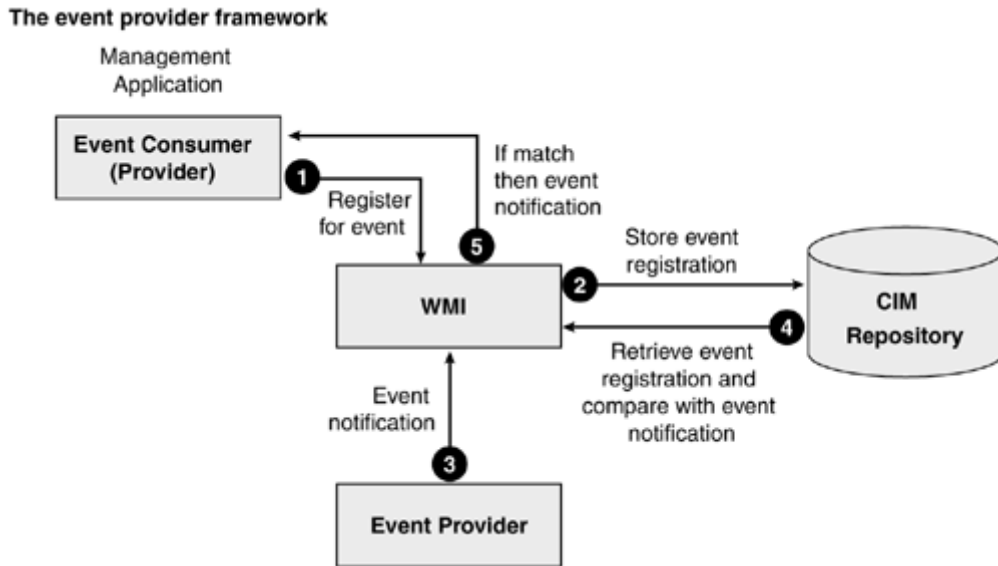 The event provider framework
Management
Application
Event Consumer
(Provider)
1
Register
for event
If match
then event
notification
5
WMI
2
Store event
registration
CIM
Repository
4
Retrieve event
registration and
compare with event
notification
Event
notification
3
Event Provider